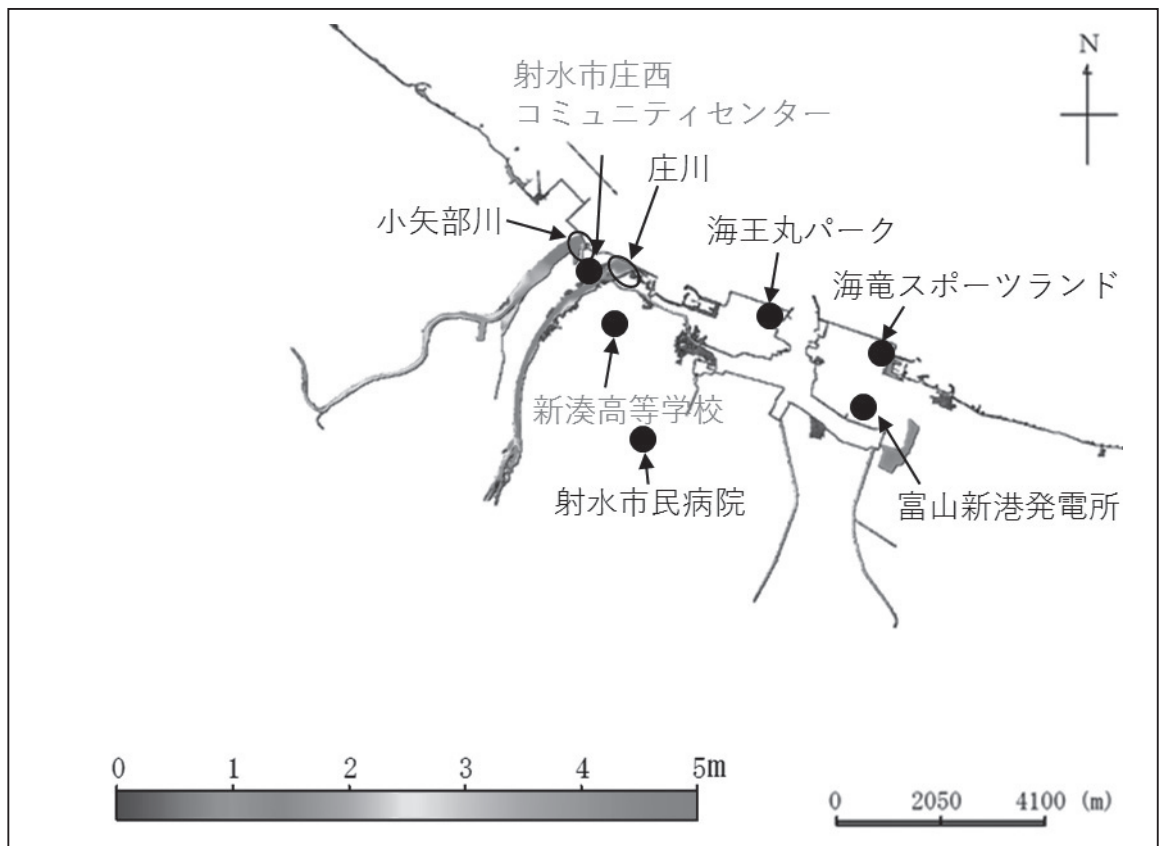 N
射水市庄西
コミュニティセンター
庄川
小矢部川
海王丸パーク
海竜スポーツランド
新湊高等学校
射水市民病院
富山新港発電所
0 1 2 3 4 5m
0 2050 4100 (m)